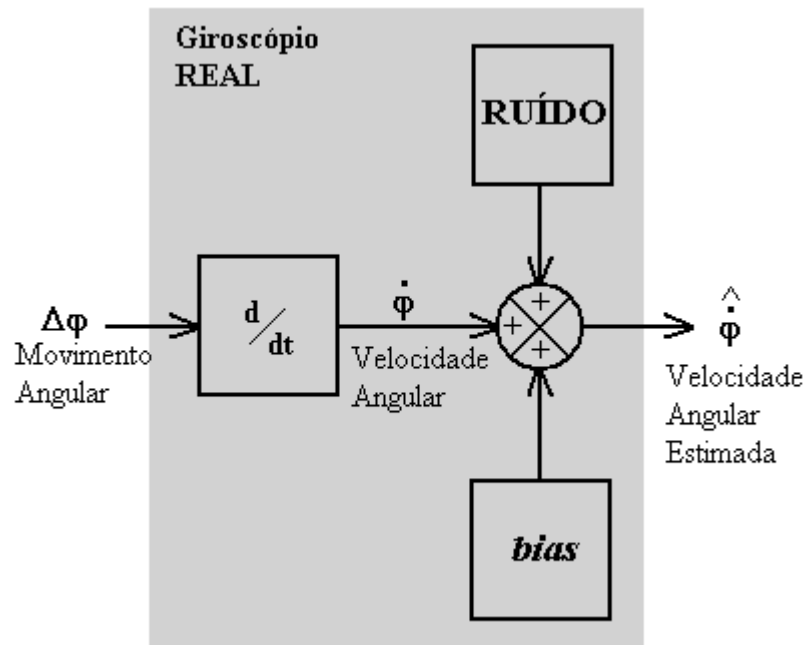 Giroscópio
REAL
RUÍDO
Δφ
Movimento
Angular
d/dt
φ̇
Velocidade
Angular
+
+
+
φ̇̂
Velocidade
Angular
Estimada
bias